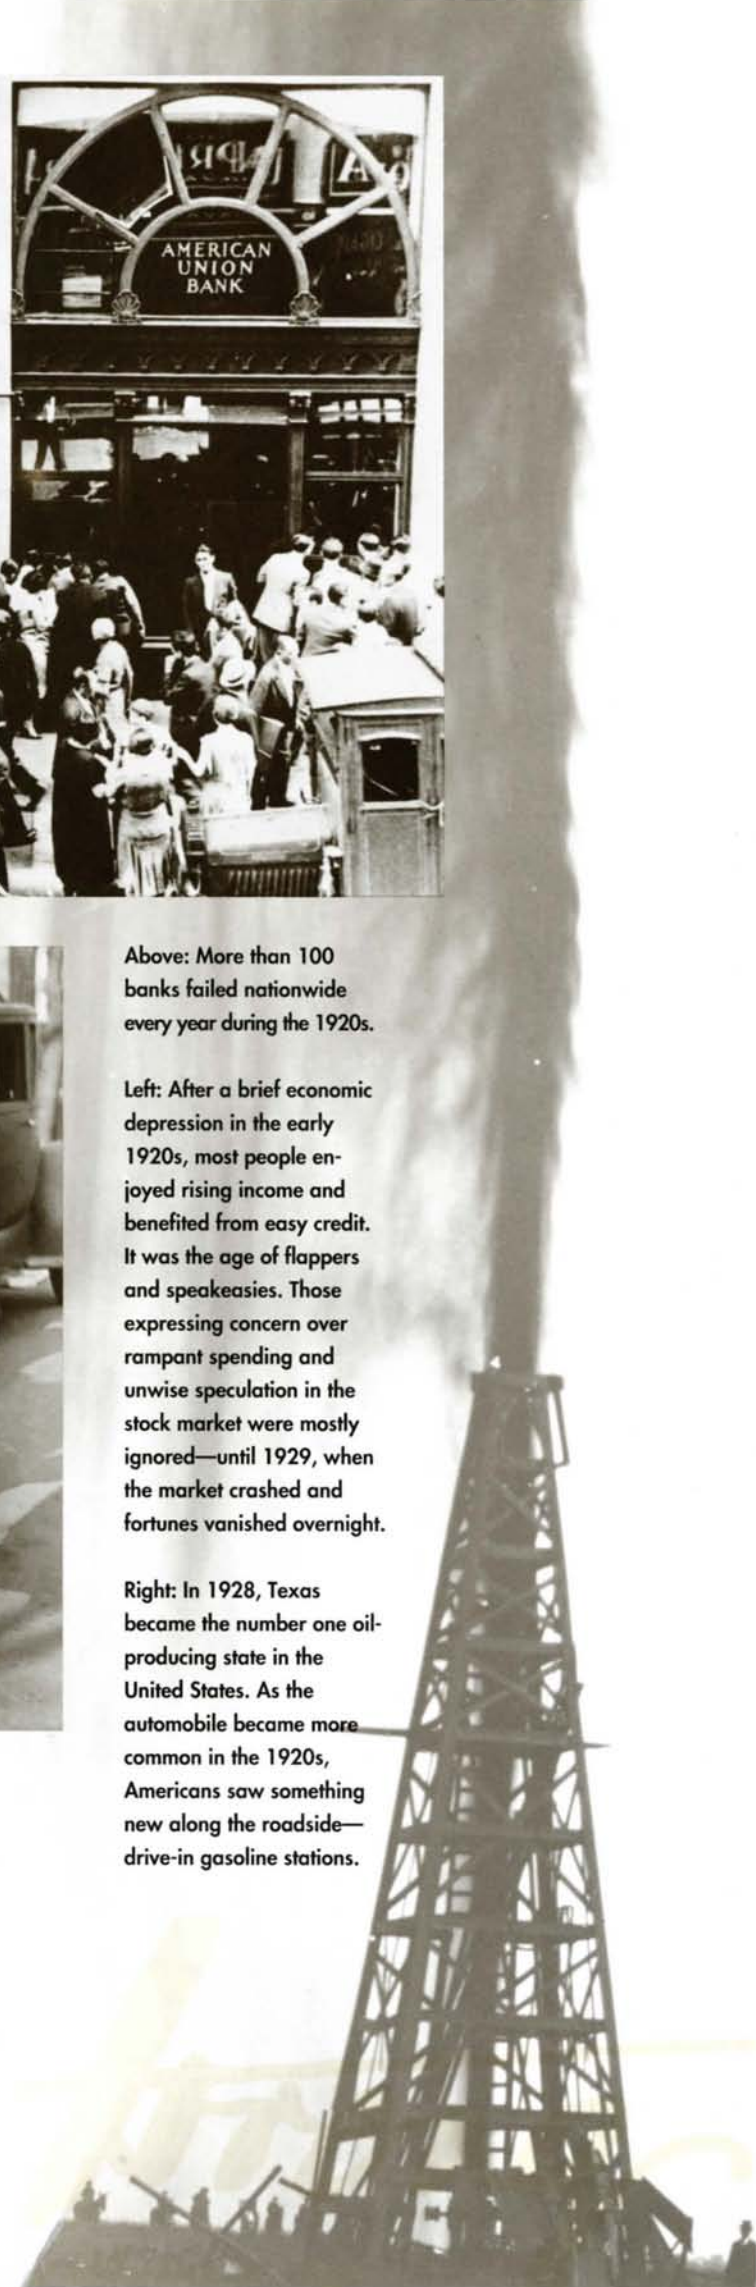 AMERICAN
UNION
BANK
Above: More than 100
banks failed nationwide
every year during the 1920s.
Left: After a brief economic
depression in the early
1920s, most people en-
joyed rising income and
benefited from easy credit.
It was the age of flappers
and speakeasies. Those
expressing concern over
rampant spending and
unwise speculation in the
stock market were mostly
ignored—until 1929, when
the market crashed and
fortunes vanished overnight.
Right: In 1928, Texas
became the number one oil-
producing state in the
United States. As the
automobile became more
common in the 1920s,
Americans saw something
new along the roadside—
drive-in gasoline stations.